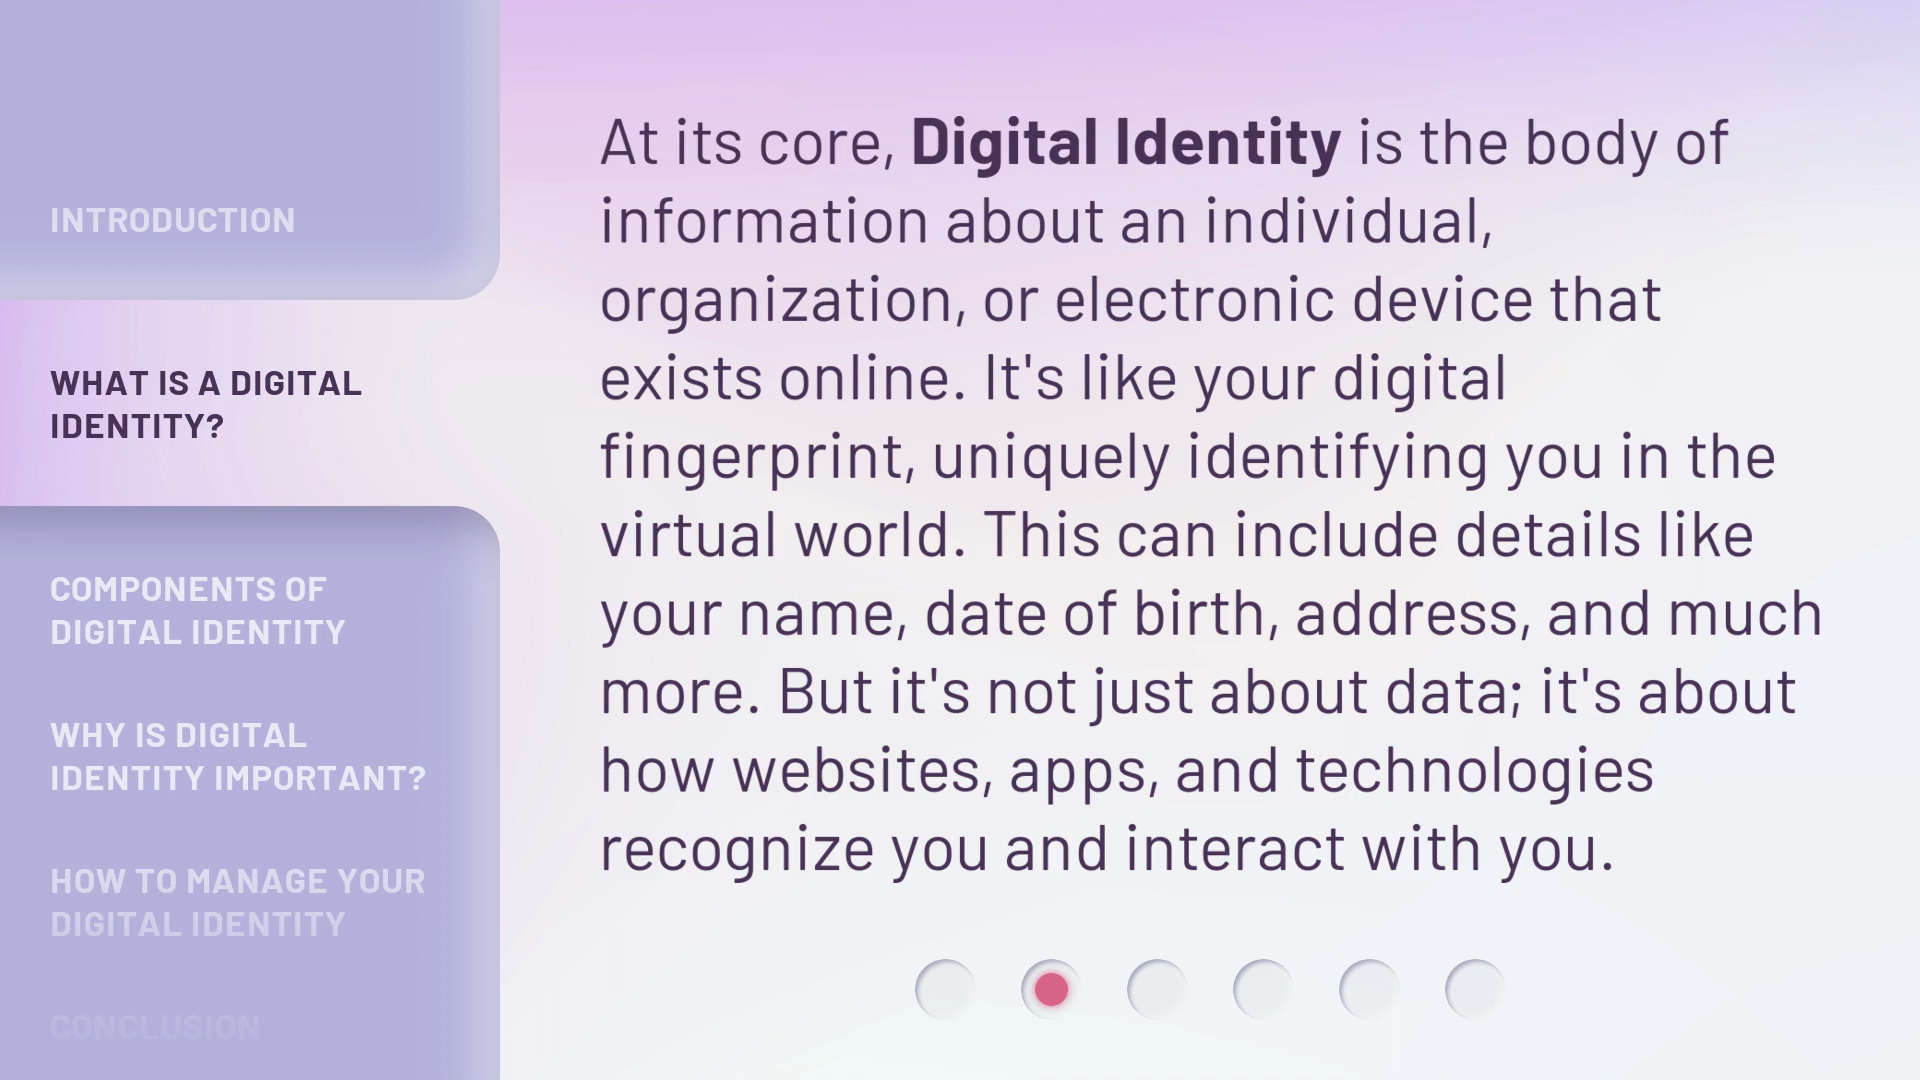 INTRODUCTION
WHAT IS A DIGITAL
IDENTITY?
COMPONENTS OF
DIGITAL IDENTITY
WHY IS DIGITAL
IDENTITY IMPORTANT?
HOW TO MANAGE YOUR
DIGITAL IDENTITY
CONCLUSION
At its core, Digital Identity is the body of
information about an individual,
organization, or electronic device that
exists online. It's like your digital
fingerprint, uniquely identifying you in the
virtual world. This can include details like
your name, date of birth, address, and much
more. But it's not just about data; it's about
how websites, apps, and technologies
recognize you and interact with you.